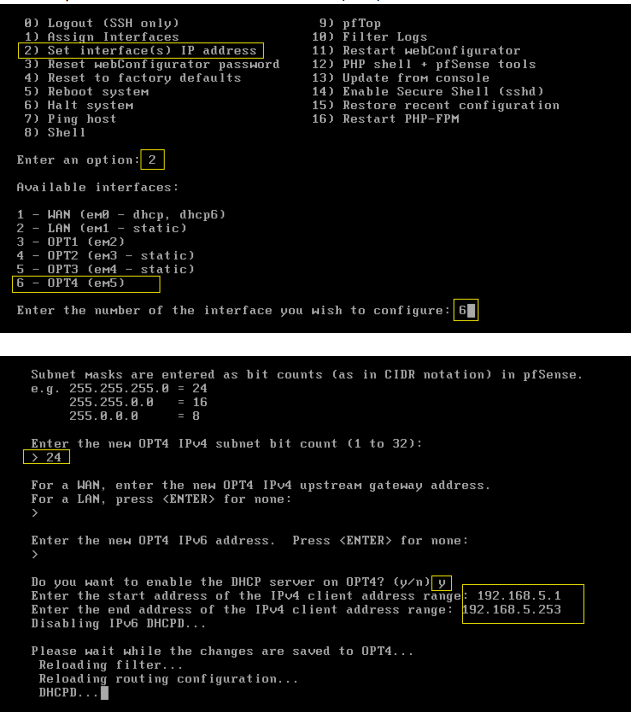 0) Logout (SSH only)                  9) pfTop
1) Assign Interfaces                 10) Filter Logs
2) Set interface(s) IP address       11) Restart webConfigurator
3) Reset webConfigurator password    12) PHP shell + pfSense tools
4) Reset to factory defaults         13) Update from console
5) Reboot system                     14) Enable Secure Shell (sshd)
6) Halt system                       15) Restore recent configuration
7) Ping host                         16) Restart PHP-FPM
8) Shell
Enter an option: 2
Available interfaces:
1 - WAN (em0 - dhcp, dhcp6)
2 - LAN (em1 - static)
3 - OPT1 (em2)
4 - OPT2 (em3 - static)
5 - OPT3 (em4 - static)
6 - OPT4 (em5)
Enter the number of the interface you wish to configure: 6
Subnet masks are entered as bit counts (as in CIDR notation) in pfSense.
e.g. 255.255.255.0 = 24
255.255.0.0   = 16
255.0.0.0     = 8
Enter the new OPT4 IPv4 subnet bit count (1 to 32):
> 24
For a WAN, enter the new OPT4 IPv4 upstream gateway address.
For a LAN, press <ENTER> for none:
>
Enter the new OPT4 IPv6 address.  Press <ENTER> for none:
>
Do you want to enable the DHCP server on OPT4? (y/n) y
Enter the start address of the IPv4 client address range: 192.168.5.1
Enter the end address of the IPv4 client address range: 192.168.5.253
Disabling IPv6 DHCPD...
Please wait while the changes are saved to OPT4...
Reloading filter...
Reloading routing configuration...
DHCPD...